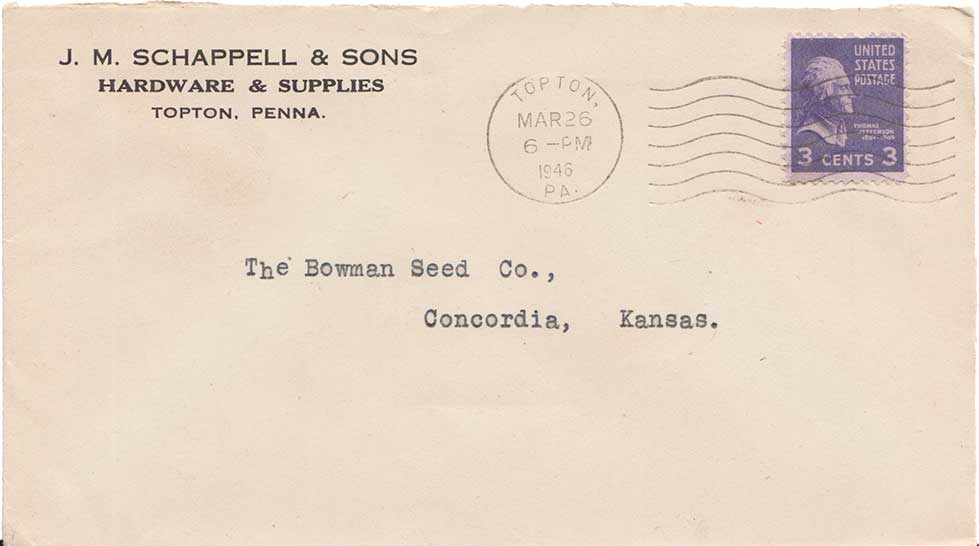 J. M. SCHAPPELL & SONS
HARDWARE & SUPPLIES
TOPTON, PENNA.
TOPTON,
MAR 26
6 -PM
1946
PA.
UNITED
STATES
POSTAGE
THOMAS
JEFFERSON
3 CENTS 3
The Bowman Seed Co.,
Concordia, Kansas.